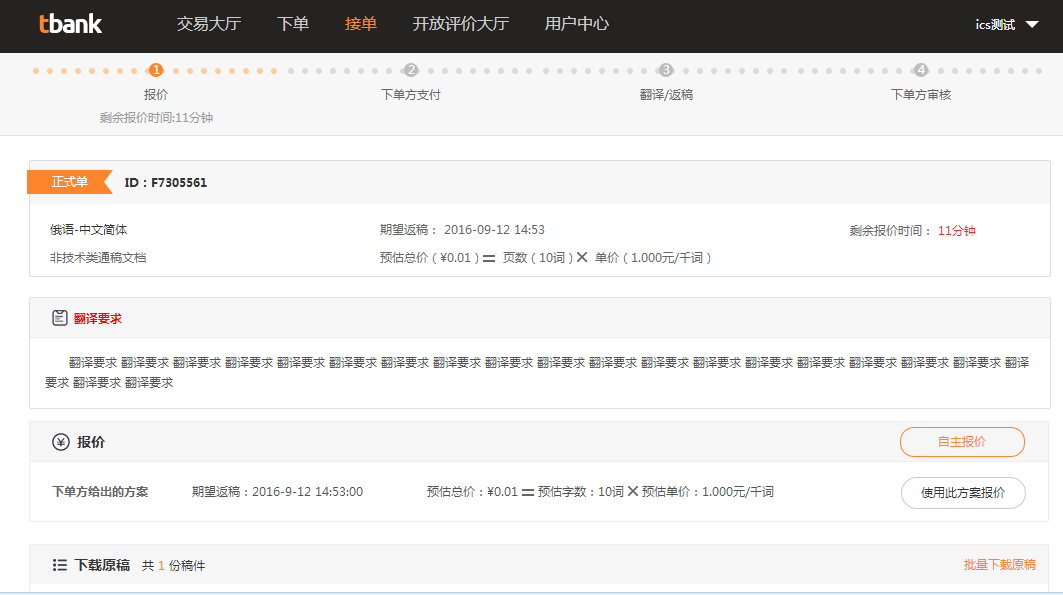 tbank 交易大厅 下单 接单 开放评价大厅 用户中心 ics测试
1 2 3 4
报价 下单方支付 翻译/返稿 下单方审核
剩余报价时间:11分钟
正式单 ID：F7305561
俄语-中文简体 期望返稿： 2016-09-12 14:53 剩余报价时间： 11分钟
非技术类通稿文档 预估总价（¥0.01）＝ 页数（10词）✕ 单价（1.000元/千词）
翻译要求
翻译要求 翻译要求 翻译要求 翻译要求 翻译要求 翻译要求 翻译要求 翻译要求 翻译要求 翻译要求 翻译要求 翻译要求 翻译要求 翻译要求 翻译要求 翻译要求 翻译要求 翻译要求 翻译
要求 翻译要求 翻译要求
¥ 报价 自主报价
下单方给出的方案 期望返稿：2016-9-12 14:53:00 预估总价：¥0.01＝预估字数：10词✕预估单价：1.000元/千词 使用此方案报价
下载原稿 共 1 份稿件 批量下载原稿